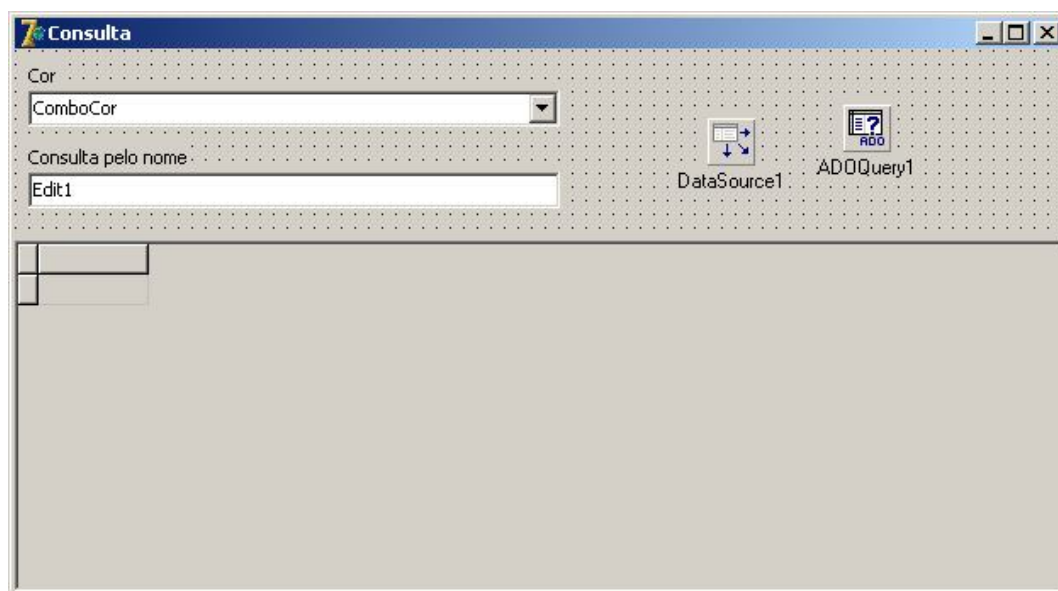 Consulta
Cor
ComboCor
Consulta pelo nome
Edit1
DataSource1
ADO
ADOQuery1